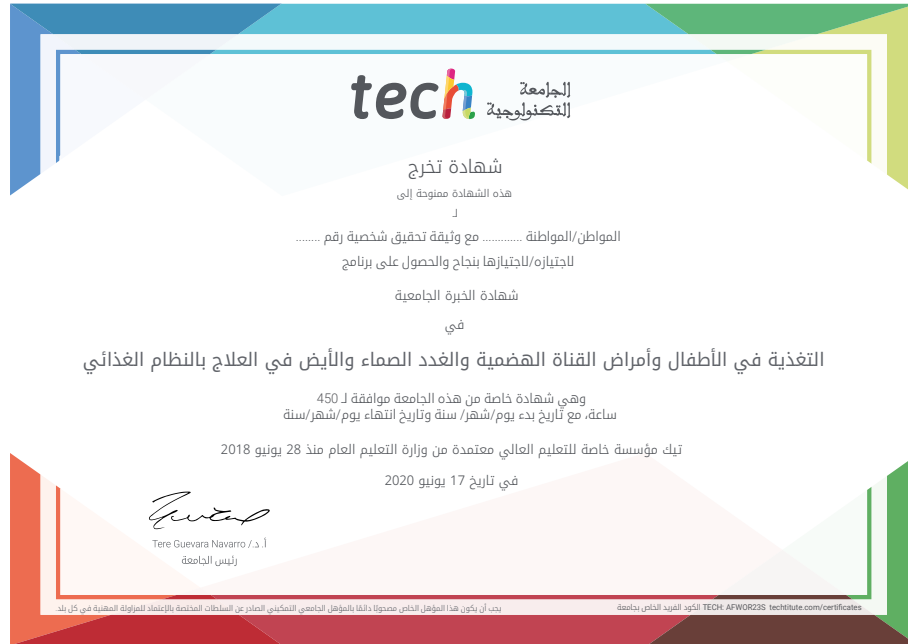 tech الجامعة
التكنولوجية
شهادة تخرج
هذه الشهادة ممنوحة إلى
لـ
المواطن/المواطنة ............. مع وثيقة تحقيق شخصية رقم ........
لاجتيازه/لاجتيازها بنجاح والحصول على برنامج
شهادة الخبرة الجامعية
في
التغذية في الأطفال وأمراض القناة الهضمية والغدد الصماء والأيض في العلاج بالنظام الغذائي
وهي شهادة خاصة من هذه الجامعة موافقة لـ 450
ساعة، مع تاريخ بدء يوم/شهر/ سنة وتاريخ انتهاء يوم/شهر/سنة
تيك مؤسسة خاصة للتعليم العالي معتمدة من وزارة التعليم العام منذ 28 يونيو 2018
في تاريخ 17 يونيو 2020
أ. د./ Tere Guevara Navarro
رئيس الجامعة
يجب أن يكون هذا المؤهل الخاص مصحوبًا دائمًا بالمؤهل الجامعي التمكيني الصادر عن السلطات المختصة بالإعتماد للمزاولة المهنية في كل بلد.
الكود الفريد الخاص بجامعة TECH: AFWOR23S techtitute.com/certificates